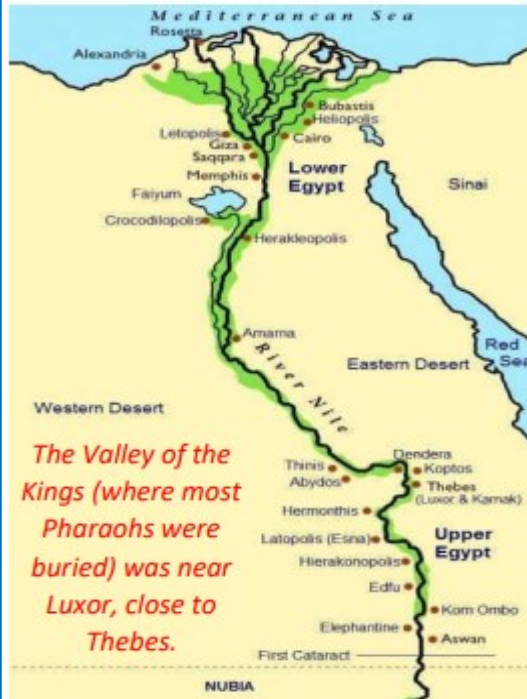 Mediterranean Sea
Rosetta
Alexandria
Bubastis
Heliopolis
Letopolis
Cairo
Giza
Saqqara
Lower
Egypt
Memphis
Sinai
Faiyum
Crocodilopolis
Herakleopolis
Amarna
River Nile
Red
Sea
Eastern Desert
Western Desert
The Valley of the
Kings (where most
Pharaohs were
buried) was near
Luxor, close to
Thebes.
Dendera
Thinis
Koptos
Abydos
Thebes
(Luxor & Karnak)
Hermonthis
Upper
Egypt
Latopolis (Esna)
Hierakonopolis
Edfu
Kom Ombo
Elephantine
Aswan
First Cataract
NUBIA